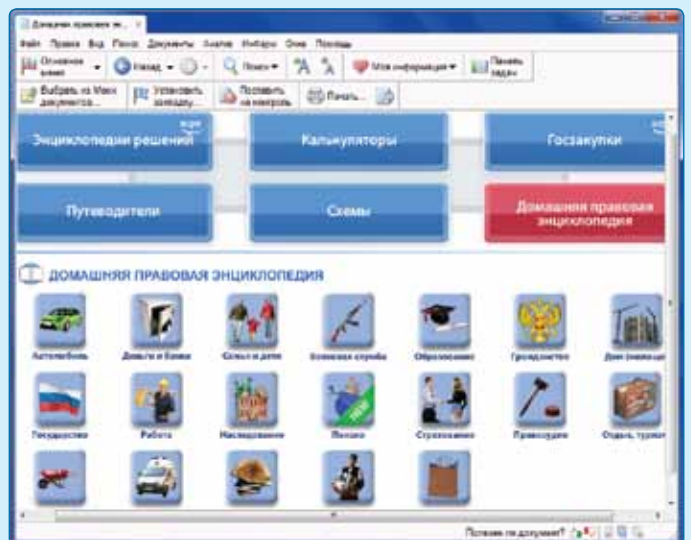 Домашняя правовая эн...
Файл Правка Вид Поиск Документы Анализ Избары Окна Помощь
Основное меню Назад Поиск А А Моя информация Панель задач
Выбрать из Моих документов... Установить закладку... Поставить на контроль Печать...
Энциклопедии решений Калькуляторы Госзакупки
Путеводители Схемы Домашняя правовая
энциклопедия
ДОМАШНЯЯ ПРАВОВАЯ ЭНЦИКЛОПЕДИЯ
Автомобиль Деньги и банки Семья и дети Воинская служба Образование Гражданство Дом
Государство Работа Наследование Пенсии Страхование Правосудие Отдых, туризм
NEW
Полезен ли документ?